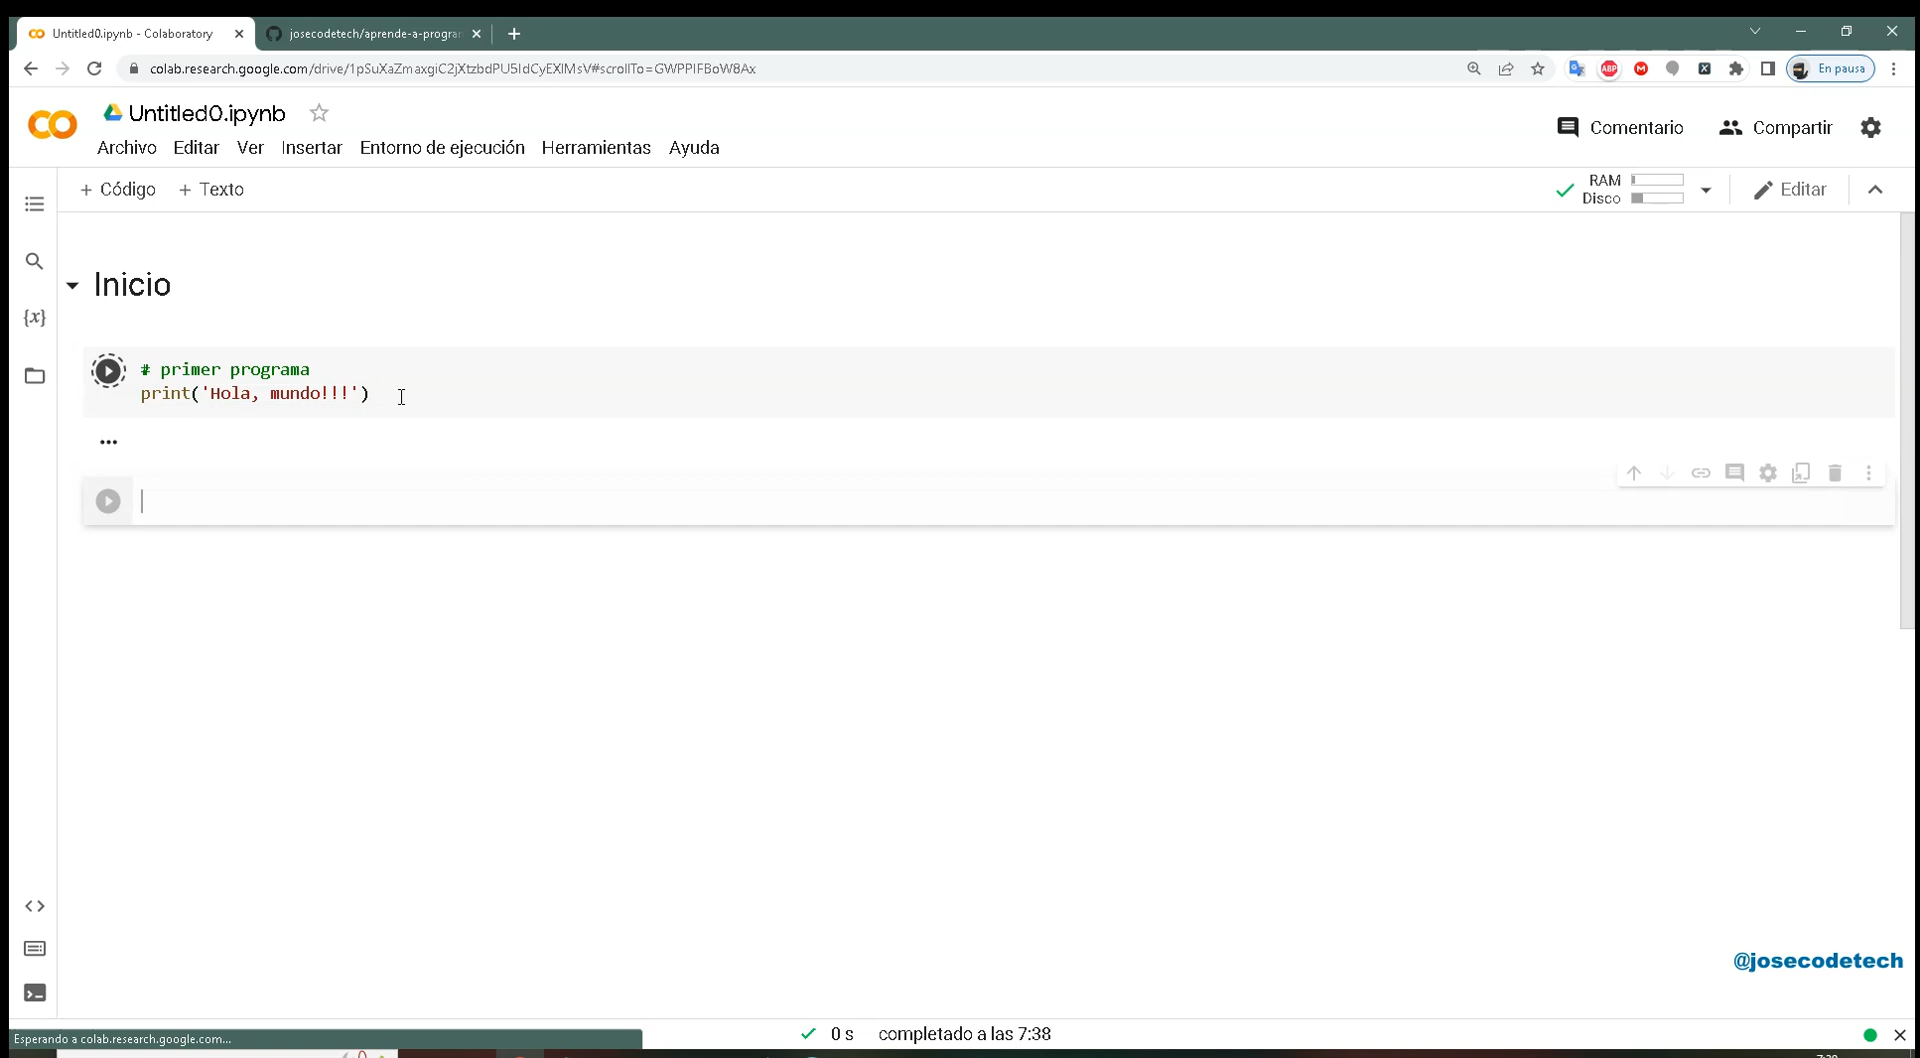 Untitled0.ipynb - Colaboratory
josecodetech/aprende-a-progra
colab.research.google.com/drive/1pSuXaZmaxgiC2jXtzbdPU5IdCyEXIMsV#scrollTo=GWPPIFBoW8Ax
ABP
En pausa
Untitled0.ipynb
Comentario
Compartir
Archivo Editar Ver Insertar Entorno de ejecución Herramientas Ayuda
+ Código + Texto
RAM
Disco
Editar
Inicio
{x}
# primer programa
print('Hola, mundo!!!')
...
@josecodetech
Esperando a colab.research.google.com...
0 s completado a las 7:38